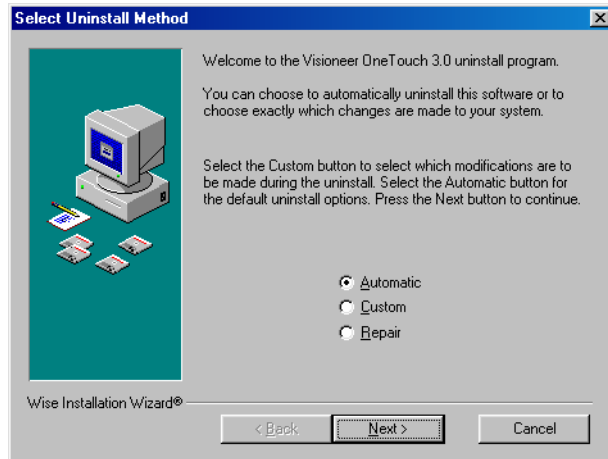 Select Uninstall Method
Welcome to the Visioneer OneTouch 3.0 uninstall program.
You can choose to automatically uninstall this software or to
choose exactly which changes are made to your system.
Select the Custom button to select which modifications are to
be made during the uninstall. Select the Automatic button for
the default uninstall options. Press the Next button to continue.
Automatic
Custom
Repair
Wise Installation Wizard®
< Back
Next >
Cancel